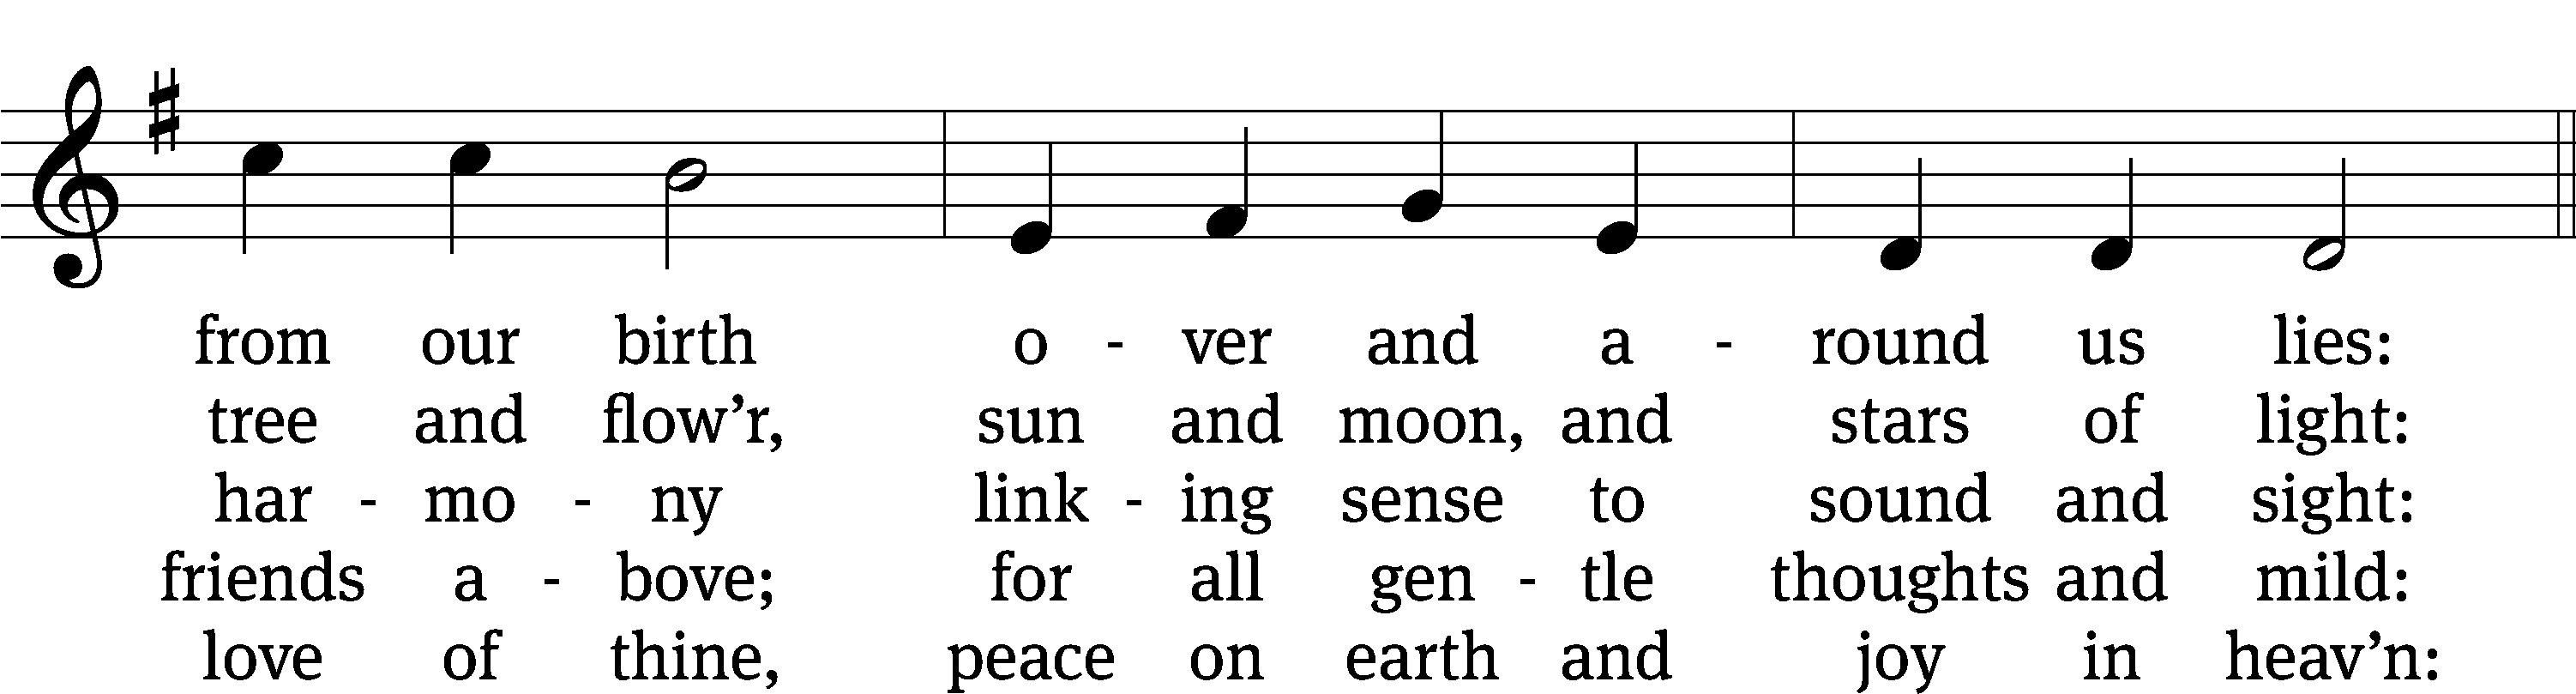 from our birth o - ver and a - round us lies:
tree and flow’r, sun and moon, and stars of light:
har - mo - ny link - ing sense to sound and sight:
friends a - bove; for all gen - tle thoughts and mild:
love of thine, peace on earth and joy in heav’n: